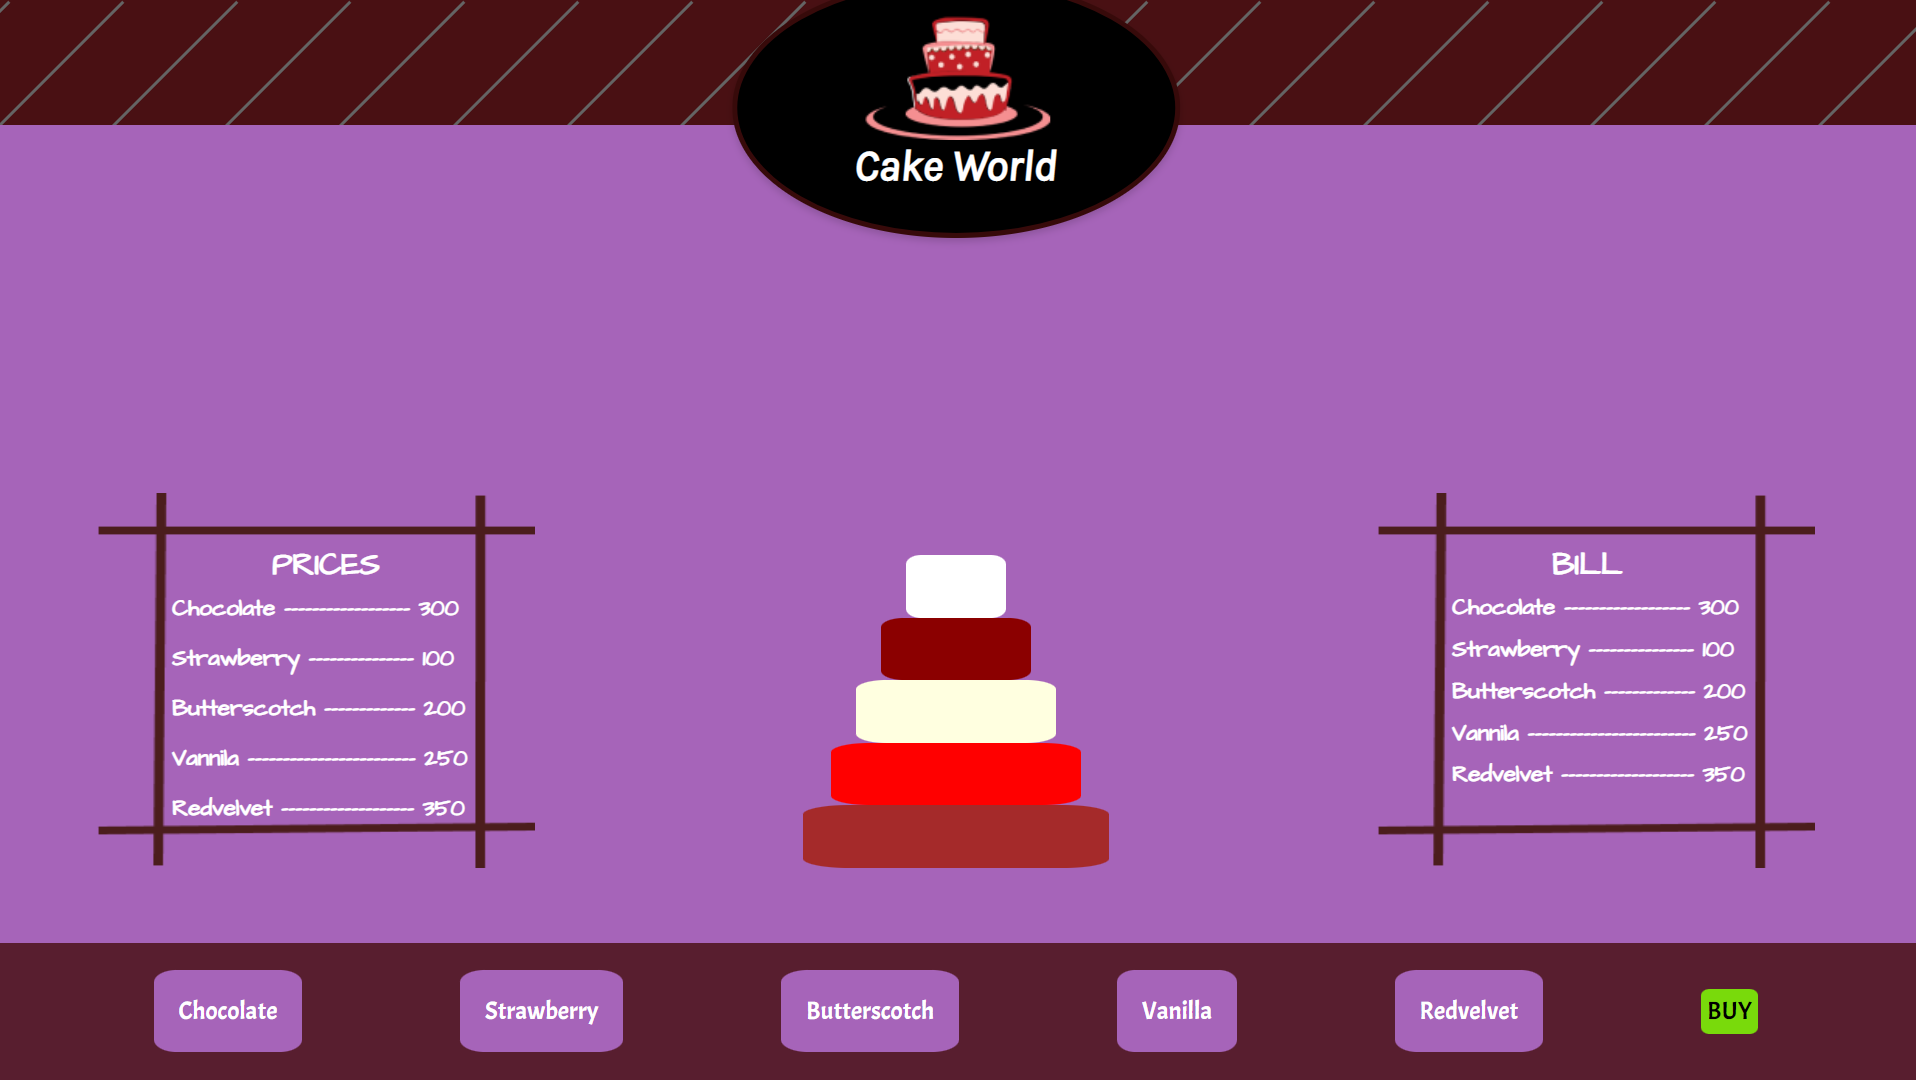 Cake World
PRICES
Chocolate ------------------ 300
Strawberry --------------- 100
Butterscotch ------------- 200
Vannila ------------------------ 250
Redvelvet ------------------- 350
BILL
Chocolate ------------------ 300
Strawberry --------------- 100
Butterscotch ------------- 200
Vannila ------------------------ 250
Redvelvet ------------------- 350
Chocolate
Strawberry
Butterscotch
Vanilla
Redvelvet
BUY